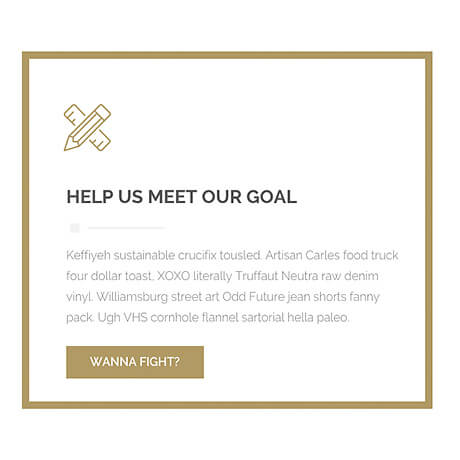 HELP US MEET OUR GOAL
Keffiyeh sustainable crucifix tousled. Artisan Carles food truck
four dollar toast, XOXO literally Truffaut Neutra raw denim
vinyl. Williamsburg street art Odd Future jean shorts fanny
pack. Ugh VHS cornhole flannel sartorial hella paleo.
WANNA FIGHT?